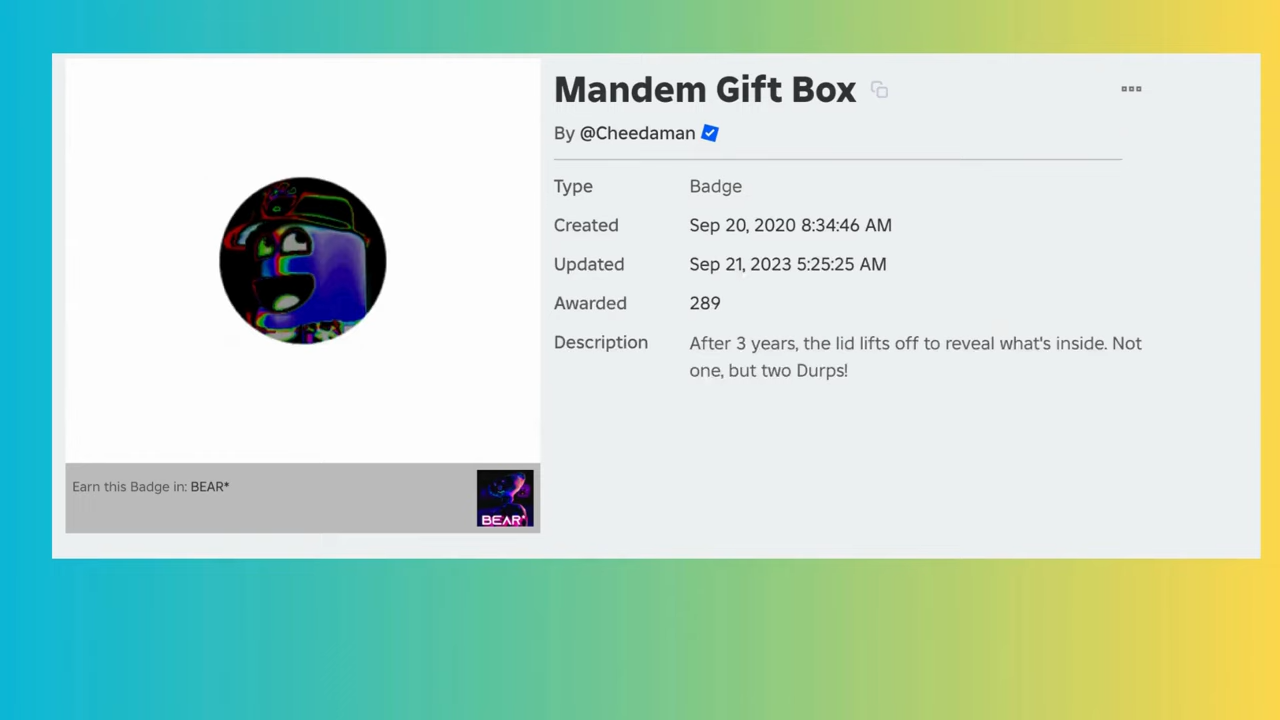 Mandem Gift Box
By @Cheedaman
Type Badge
Created Sep 20, 2020 8:34:46 AM
Updated Sep 21, 2023 5:25:25 AM
Awarded 289
Description After 3 years, the lid lifts off to reveal what's inside. Not
one, but two Durps!
Earn this Badge in: BEAR*
BEAR*